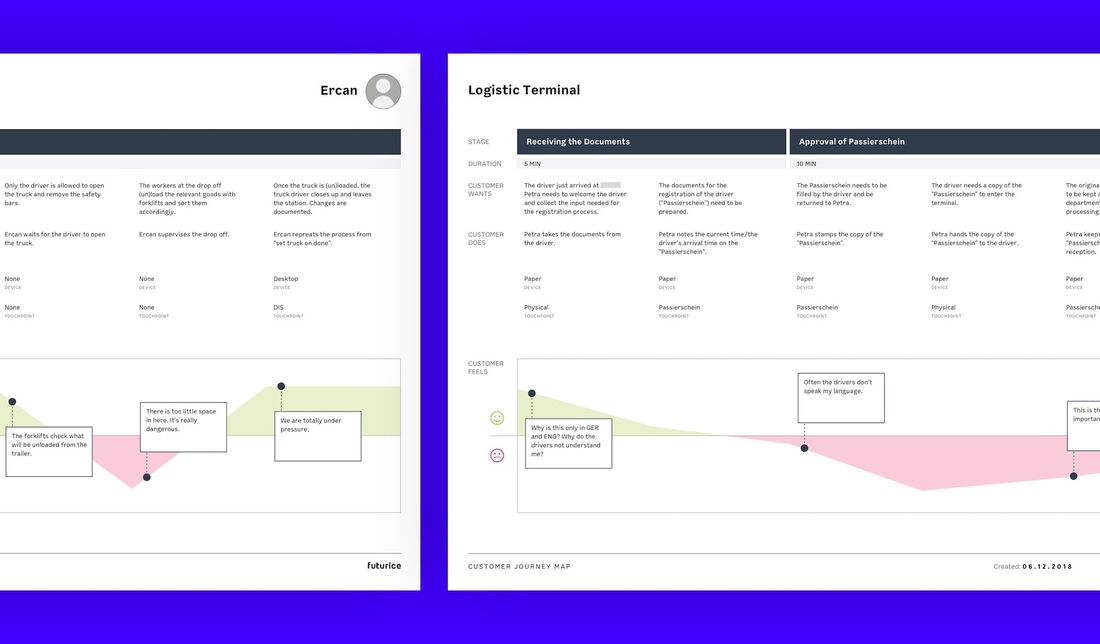 Ercan
Only the driver is allowed to open
the truck and remove the safety
bars.
The workers at the drop off
(un)load the relevant goods with
forklifts and sort them
accordingly.
Once the truck is (un)loaded, the
truck driver closes up and leaves
the station. Changes are
documented.
Ercan waits for the driver to open
the truck.
Ercan supervises the drop off.
Ercan repreats the process from
"set truck on done".
None
DEVICE
None
DEVICE
Desktop
DEVICE
None
TOUCHPOINT
None
TOUCHPOINT
DIS
TOUCHPOINT
The forklifts check what
will be unloaded from the
trailer.
There is too little space
in here. It's really
dangerous.
We are totally under
pressure.
futurice
Logistic Terminal
STAGE
Receiving the Documents
Approval of Passierschein
DURATION
5 MIN
10 MIN
CUSTOMER
WANTS
The driver just arrived at
Petra needs to welcome the driver
and collect the input needed for
the registration process.
The documents for the
registration of the driver
("Passierschein") need to be
prepared.
The Passierschein needs to be
filled by the driver and be
returned to Petra.
The driver needs a copy of the
"Passierschein" to enter the
terminal.
The origina
to be kept a
department
processing
CUSTOMER
DOES
Petra takes the documents from
the driver.
Petra notes the current time/the
driver's arrival time on the
"Passierschein".
Petra stamps the copy of the
"Passierschein".
Petra hands the copy of the
"Passierschein" to the driver.
Petra keeps
"Passersch
reception.
Paper
DEVICE
Paper
DEVICE
Paper
DEVICE
Paper
DEVICE
Paper
DEVICE
Physical
TOUCHPOINT
Passierschein
TOUCHPOINT
Passierschein
TOUCHPOINT
Physical
TOUCHPOINT
Passiersche
TOUCHPOINT
CUSTOMER
FEELS
Why is this only in GER
and ENG? Why do the
drivers not understand
me?
Often the drivers don't
speak my language.
This is th
importan
CUSTOMER JOURNEY MAP
Created: 06.12.2018